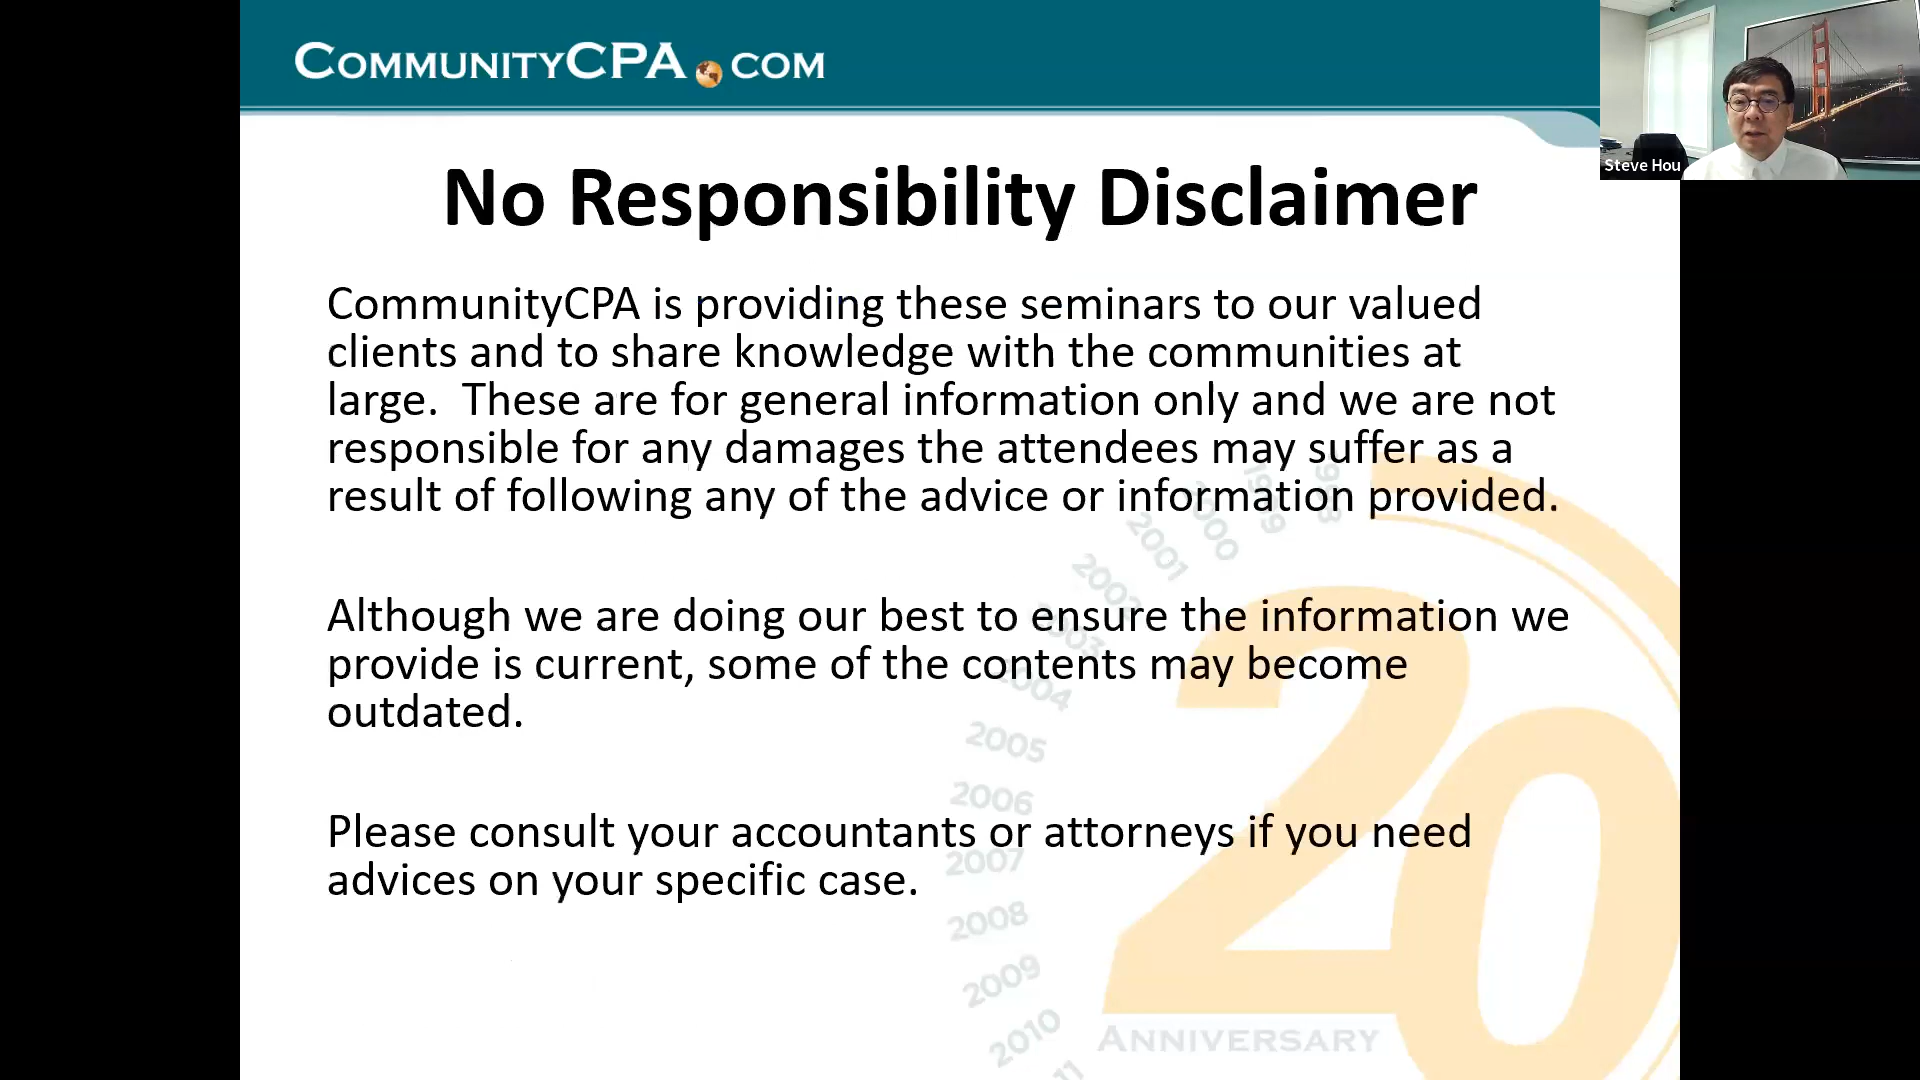 COMMUNITYCPA.COM
Steve Hou
No Responsibility Disclaimer
CommunityCPA is providing these seminars to our valued
clients and to share knowledge with the communities at
large.  These are for general information only and we are not
responsible for any damages the attendees may suffer as a
result of following any of the advice or information provided.
Although we are doing our best to ensure the information we
provide is current, some of the contents may become
outdated.
Please consult your accountants or attorneys if you need
advices on your specific case.
1999
2000
2001
2002
2003
2004
2005
2006
2007
2008
2009
2010
20
ANNIVERSARY